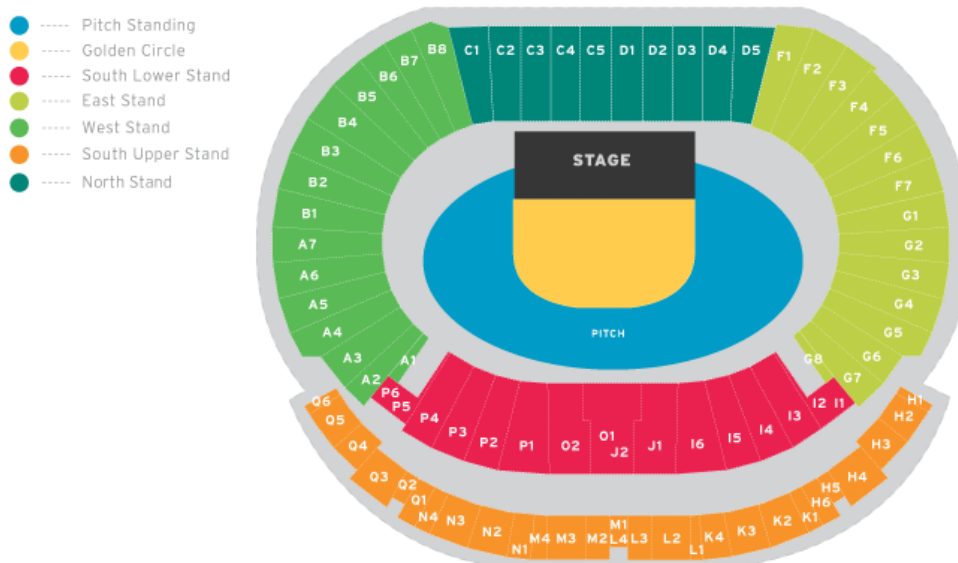 Pitch Standing
Golden Circle
South Lower Stand
East Stand
West Stand
South Upper Stand
North Stand
B8 C1 C2 C3 C4 C5 D1 D2 D3 D4 D5 F1
B7 F2
B6 F3
B5 F4
B4 F5
B3 F6
B2 F7
B1 G1
A7 G2
A6 G3
A5 G4
A4 G5
A3 A1 G8 G6
A2 G7
STAGE
PITCH
P6
P5 P4 P3 P2 P1 O2 O1 J2 J1 I6 I5 I4 I3 I2 I1
Q6 H1
Q5 H2
Q4 H3
Q3 Q2 Q1 H5 H4
N4 N3 N2 N1 M4 M3 M2 M1 L4 L3 L2 L1 K4 K3 K2 K1 H6